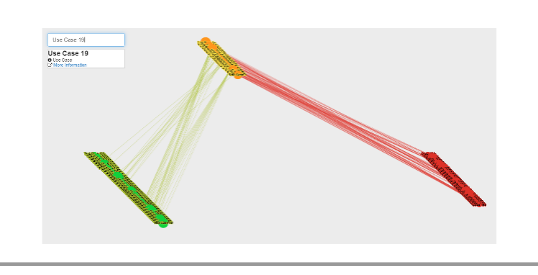 Use Case 19
Use Case 19
Use Case
More Information